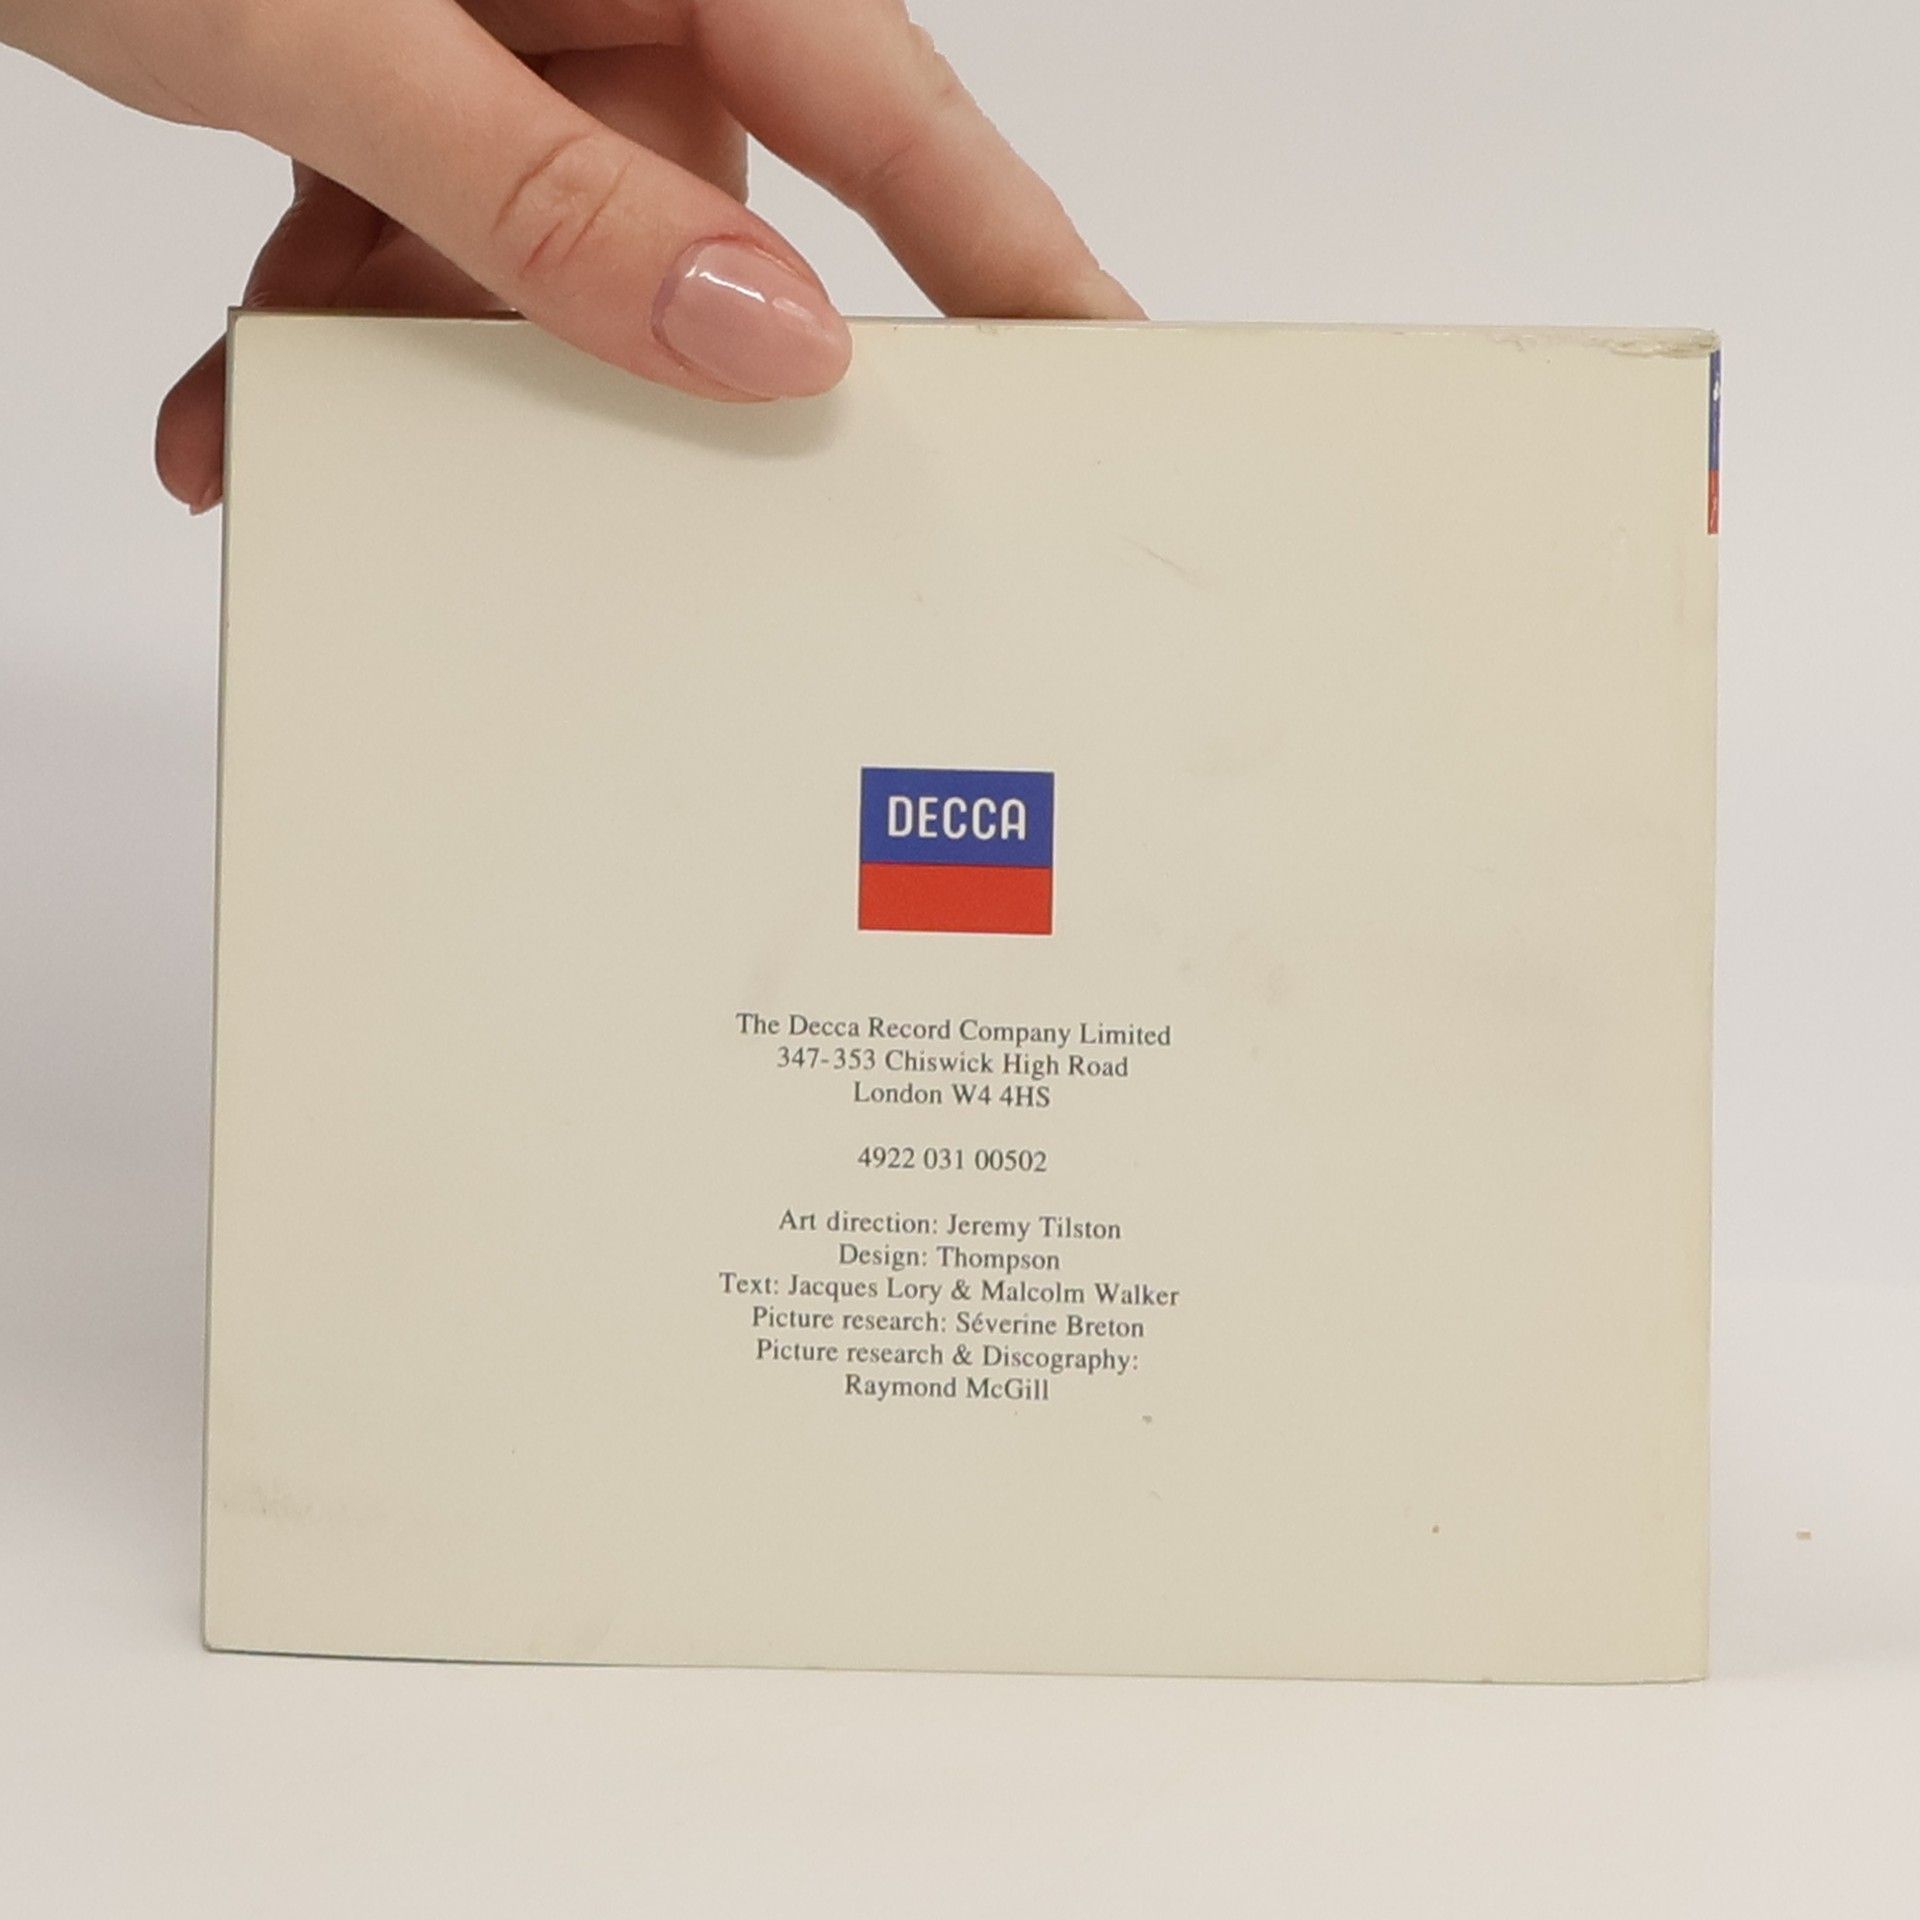 DECCA
The Decca Record Company Limited
347-353 Chiswick High Road
London W4 4HS
4922 031 00502
Art direction: Jeremy Tilston
Design: Thompson
Text: Jacques Lory & Malcolm Walker
Picture research: Séverine Breton
Picture research & Discography:
Raymond McGill